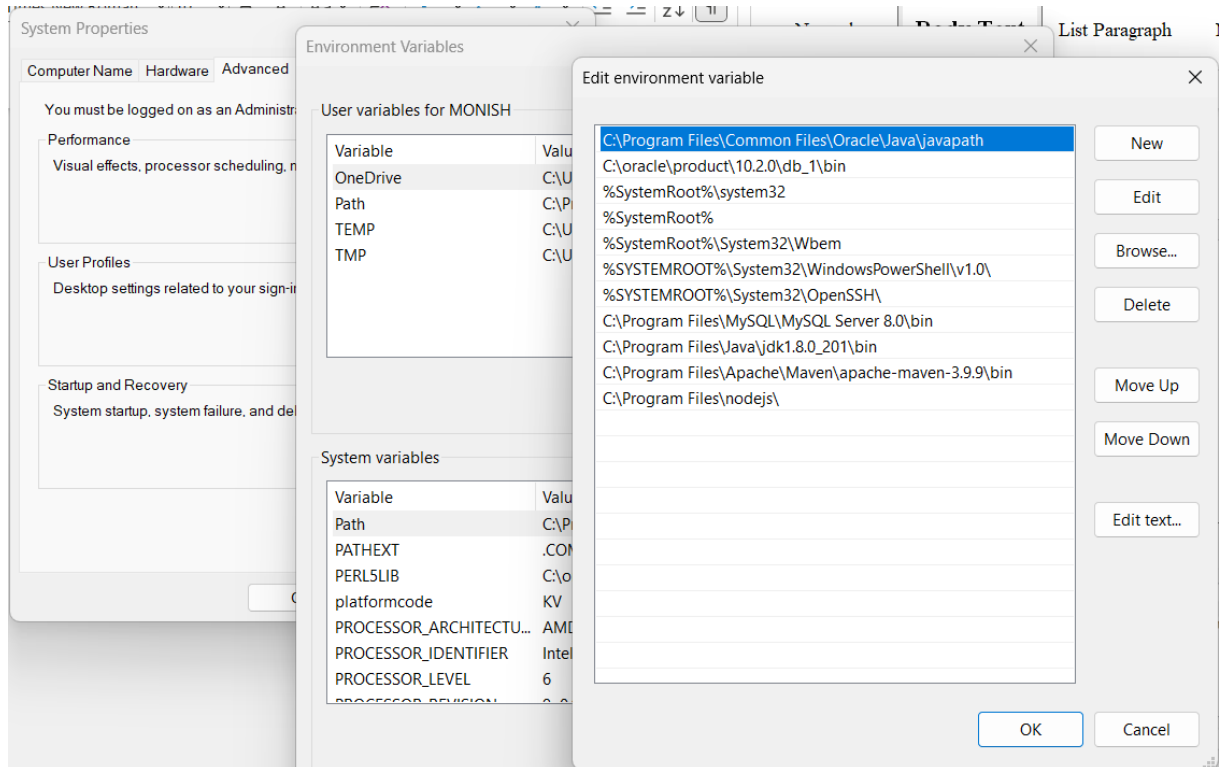 System Properties
Computer Name Hardware Advanced
You must be logged on as an Administr
Performance
Visual effects, processor scheduling,
User Profiles
Desktop settings related to your sign-i
Startup and Recovery
System startup, system failure, and de
Environment Variables
User variables for MONISH
Variable Valu
OneDrive C:\U
Path C:\P
TEMP C:\U
TMP C:\U
System variables
Variable Valu
Path C:\P
PATHEXT .COM
PERL5LIB C:\o
platformcode KV
PROCESSOR_ARCHITECTU... AMD
PROCESSOR_IDENTIFIER Intel
PROCESSOR_LEVEL 6
Body Text
List Paragraph
Edit environment variable
C:\Program Files\Common Files\Oracle\Java\javapath
C:\oracle\product\10.2.0\db_1\bin
%SystemRoot%\system32
%SystemRoot%
%SystemRoot%\System32\Wbem
%SYSTEMROOT%\System32\WindowsPowerShell\v1.0\
%SYSTEMROOT%\System32\OpenSSH\
C:\Program Files\MySQL\MySQL Server 8.0\bin
C:\Program Files\Java\jdk1.8.0_201\bin
C:\Program Files\Apache\Maven\apache-maven-3.9.9\bin
C:\Program Files\nodejs\
New
Edit
Browse...
Delete
Move Up
Move Down
Edit text...
OK
Cancel